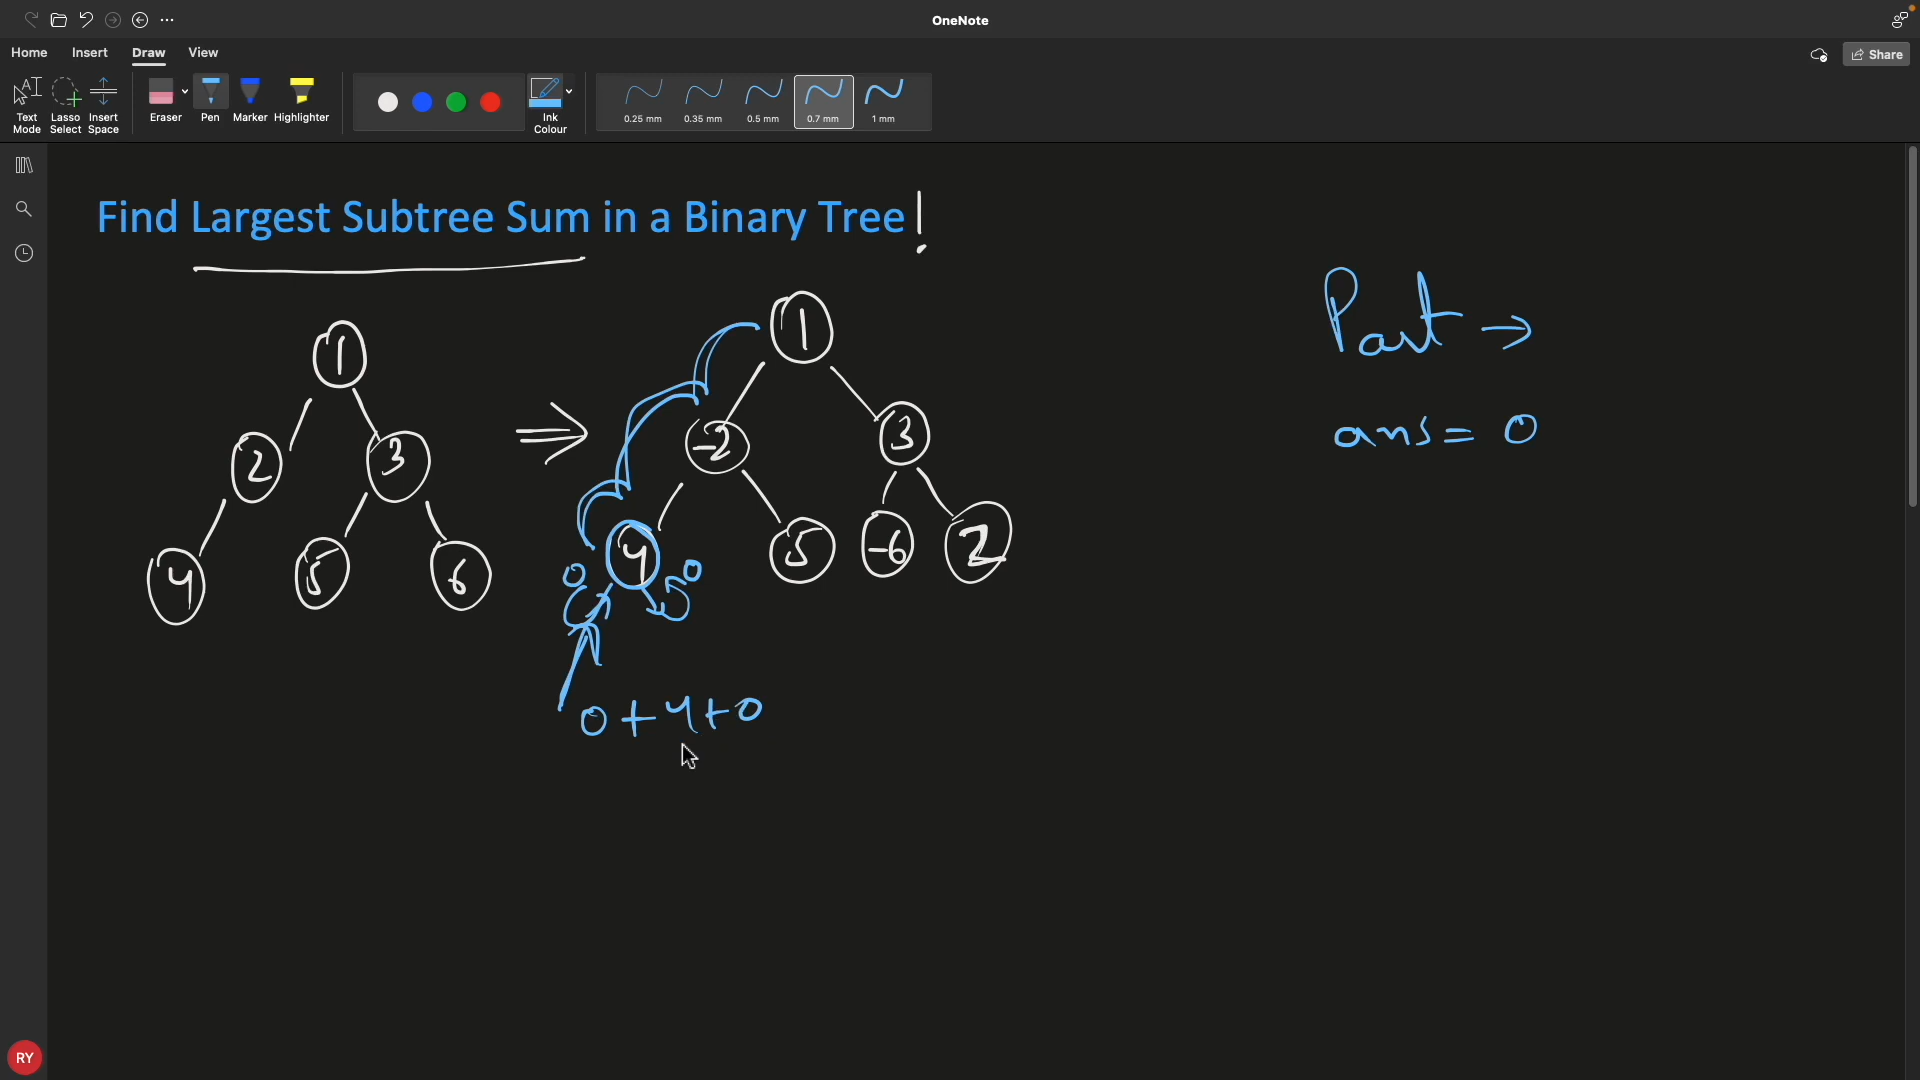 OneNote
Home Insert Draw View
Share
Text Mode
Lasso Select
Insert Space
Eraser
Pen
Marker
Highlighter
Ink Colour
0.25 mm
0.35 mm
0.5 mm
0.7 mm
1 mm
Find Largest Subtree Sum in a Binary Tree!
1
2 3
4 5 6
1
-2 3
4 5 -6 2
0 0
0+4+0
Part →
ans = 0
RY